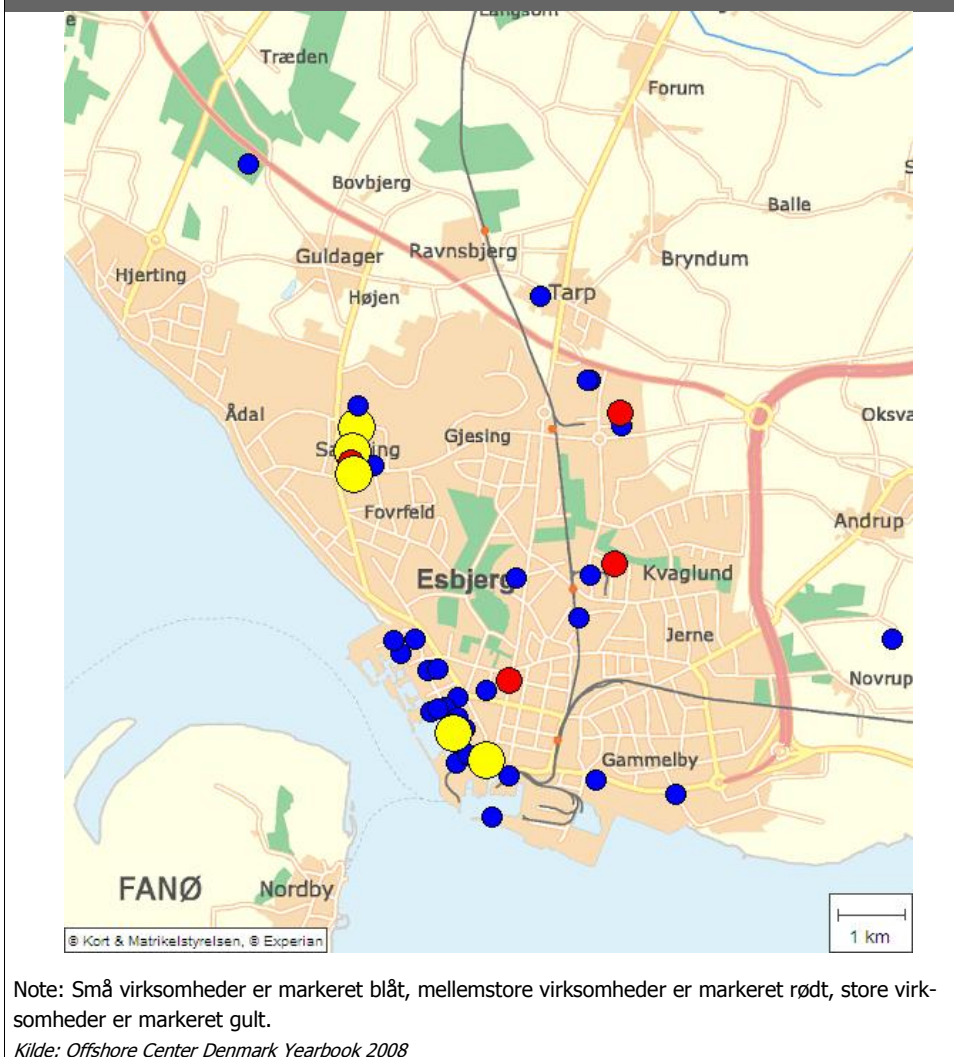 Træden
Forum
Bovbjerg
Balle
Guldager
Ravnsbjerg
Bryndum
Hjerting
Højen
Tarp
Ådal
Gjesing
Oksva
Fovrfeld
Andrup
Esbjerg
Kvaglund
Jerne
Novrup
Gammelby
FANØ
Nordby
© Kort & Matrikelstyrelsen, © Experian
1 km
Note: Små virksomheder er markeret blåt, mellemstore virksomheder er markeret rødt, store virk-
somheder er markeret gult.
Kilde: Offshore Center Denmark Yearbook 2008